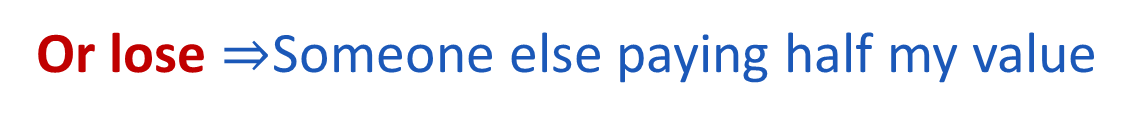 Or lose ⇒Someone else paying half my value